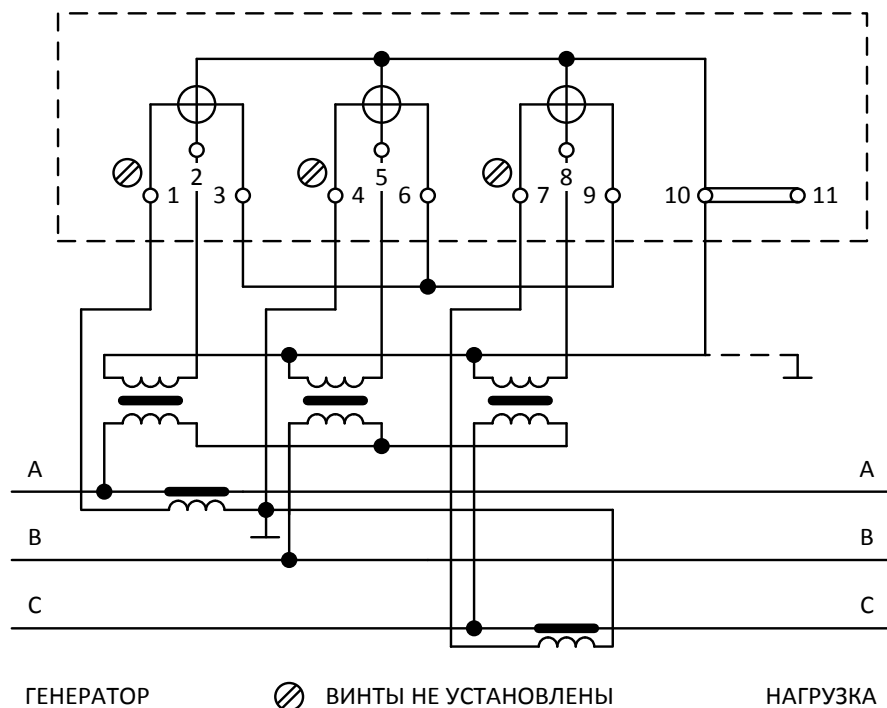 2 5 8
1 3 4 6 7 9 10 11
A A
B B
C C
ГЕНЕРАТОР ВИНТЫ НЕ УСТАНОВЛЕНЫ НАГРУЗКА